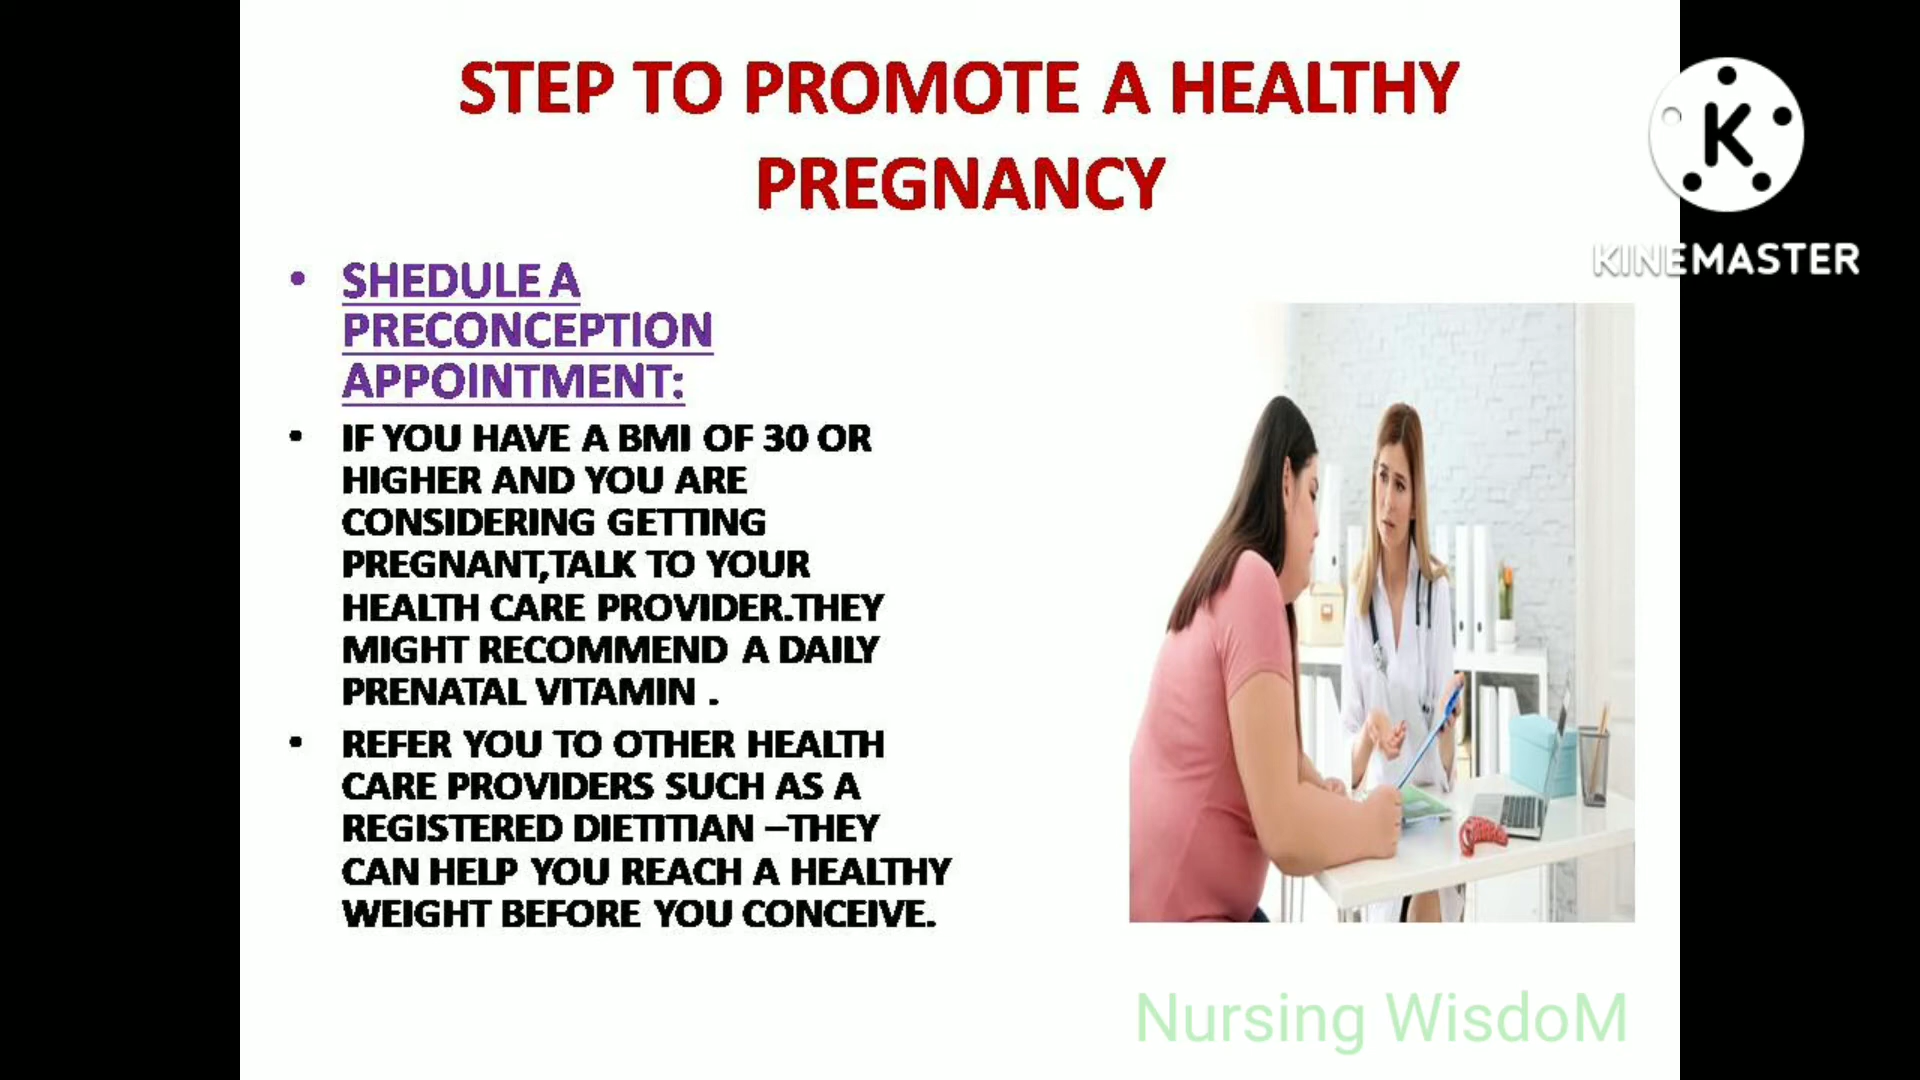 STEP TO PROMOTE A HEALTHY
PREGNANCY
K
KINEMASTER
• SHEDULE A
PRECONCEPTION
APPOINTMENT:
• IF YOU HAVE A BMI OF 30 OR
HIGHER AND YOU ARE
CONSIDERING GETTING
PREGNANT,TALK TO YOUR
HEALTH CARE PROVIDER.THEY
MIGHT RECOMMEND A DAILY
PRENATAL VITAMIN .
• REFER YOU TO OTHER HEALTH
CARE PROVIDERS SUCH AS A
REGISTERED DIETITIAN –THEY
CAN HELP YOU REACH A HEALTHY
WEIGHT BEFORE YOU CONCEIVE.
Nursing WisdoM